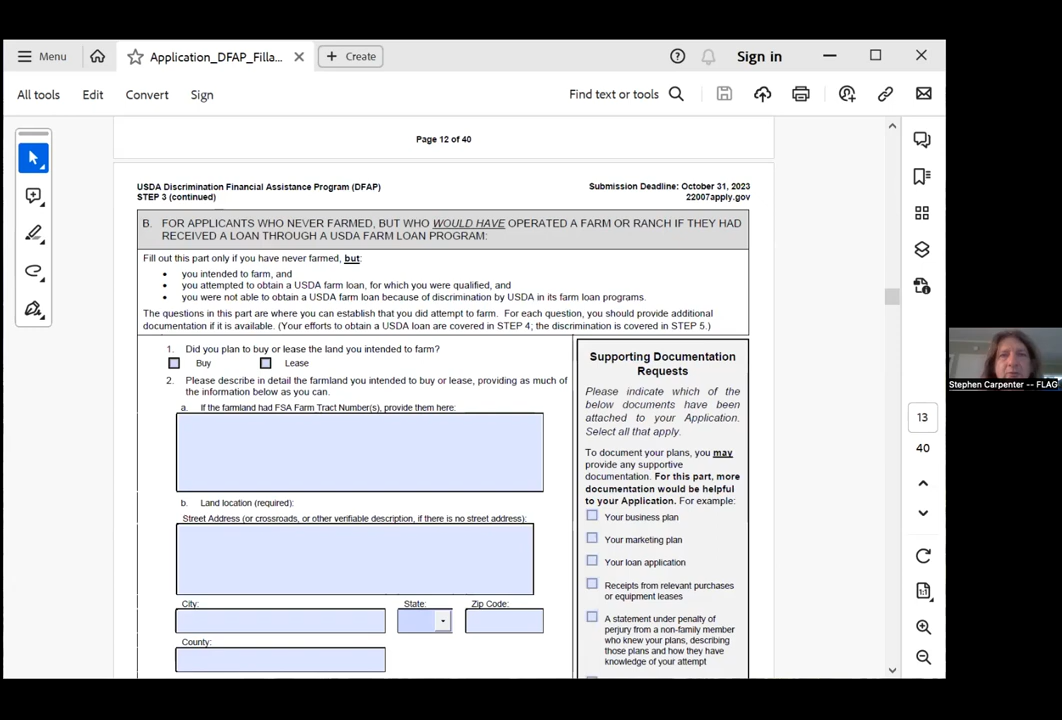 Menu
Application_DFAP_Filla...
Create
Sign in
All tools
Edit
Convert
Sign
Find text or tools
Page 12 of 40
USDA Discrimination Financial Assistance Program (DFAP)
STEP 3 (continued)
Submission Deadline: October 31, 2023
22007apply.gov
B. FOR APPLICANTS WHO NEVER FARMED, BUT WHO WOULD HAVE OPERATED A FARM OR RANCH IF THEY HAD
RECEIVED A LOAN THROUGH A USDA FARM LOAN PROGRAM:
Fill out this part only if you have never farmed, but:
• you intended to farm, and
• you attempted to obtain a USDA farm loan, for which you were qualified, and
• you were not able to obtain a USDA farm loan because of discrimination by USDA in its farm loan programs.
The questions in this part are where you can establish that you did attempt to farm. For each question, you should provide additional
documentation if it is available. (Your efforts to obtain a USDA loan are covered in STEP 4; the discrimination is covered in STEP 5.)
1. Did you plan to buy or lease the land you intended to farm?
Buy
Lease
2. Please describe in detail the farmland you intended to buy or lease, providing as much of
the information below as you can.
a. If the farmland had FSA Farm Tract Number(s), provide them here:
b. Land location (required):
Street Address (or crossroads, or other verifiable description, if there is no street address):
City:
State:
Zip Code:
County:
Supporting Documentation
Requests
Please indicate which of the
below documents have been
attached to your Application.
Select all that apply.
To document your plans, you may
provide any supportive
documentation. For this part, more
documentation would be helpful
to your Application. For example:
Your business plan
Your marketing plan
Your loan application
Receipts from relevant purchases
or equipment leases
A statement under penalty of
perjury from a non-family member
who knew your plans, describing
those plans and how they have
knowledge of your attempt
13
40
Stephen Carpenter -- FLAG